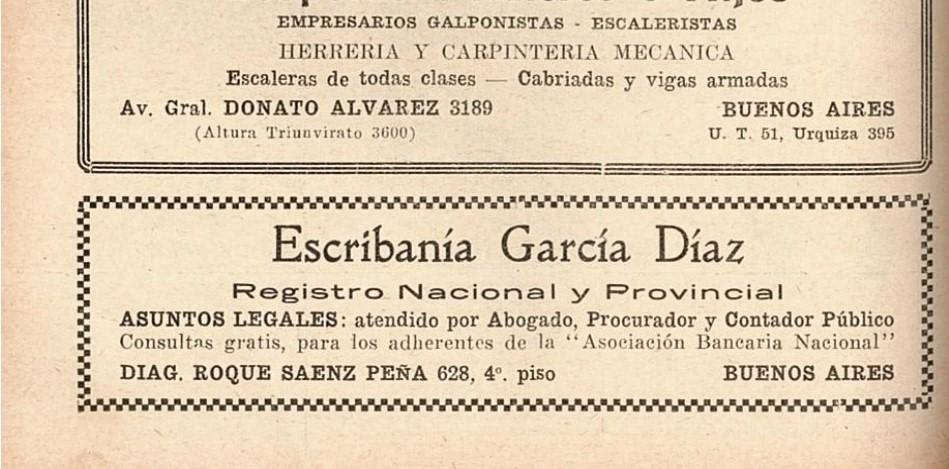 EMPRESARIOS GALPONISTAS - ESCALERISTAS
HERRERIA Y CARPINTERIA MECANICA
Escaleras de todas clases — Cabriadas y vigas armadas
Av. Gral. DONATO ALVAREZ 3189 BUENOS AIRES
(Altura Triunvirato 3600) U. T. 51, Urquiza 395
Escribanía García Díaz
Registro Nacional y Provincial
ASUNTOS LEGALES: atendido por Abogado, Procurador y Contador Público
Consultas gratis, para los adherentes de la "Asociación Bancaria Nacional"
DIAG. ROQUE SAENZ PEÑA 628, 4º. piso BUENOS AIRES